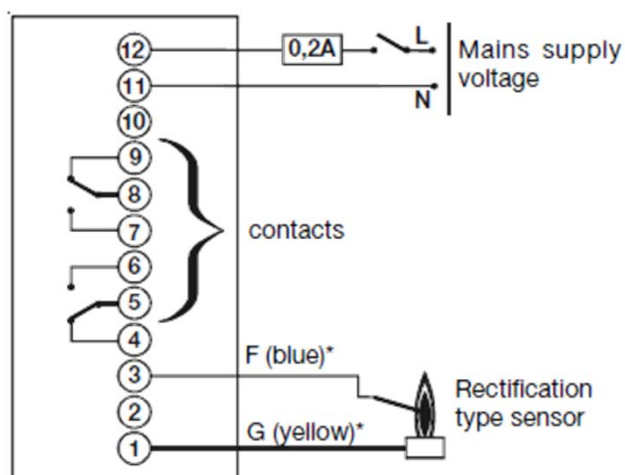 12
0,2A
L
Mains supply
voltage
11
N
10
9
8
7
contacts
6
5
4
3
F (blue)*
Rectification
type sensor
2
1
G (yellow)*